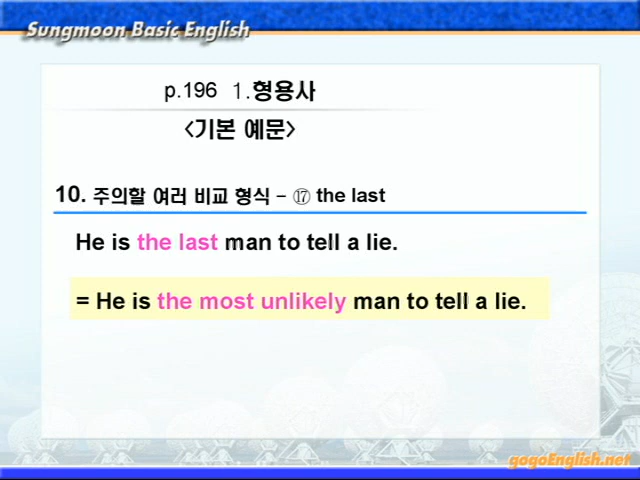 Sungmoon Basic English
p.196 1.형용사
<기본 예문>
10. 주의할 여러 비교 형식 - ⑰ the last
He is the last man to tell a lie.
= He is the most unlikely man to tell a lie.
gogoEnglish.net